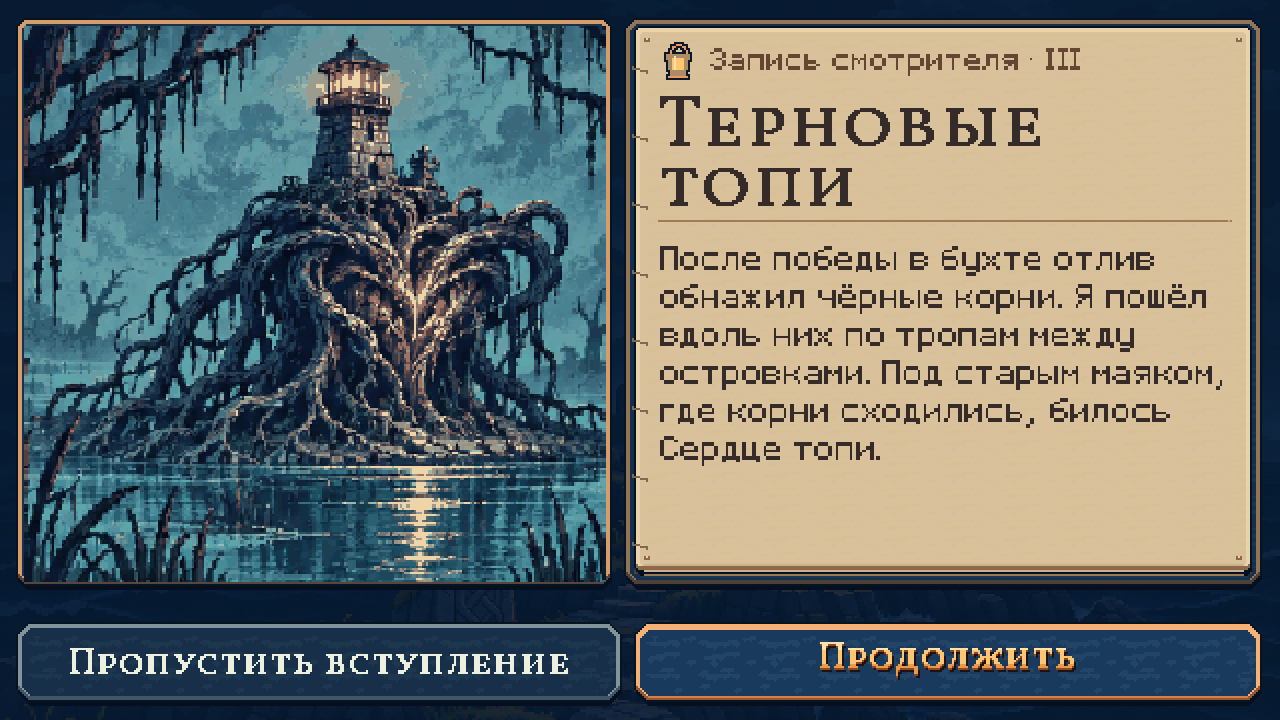 Запись смотрителя · III
Терновые
топи
После победы в бухте отлив
обнажил чёрные корни. Я пошёл
вдоль них по тропам между
островками. Под старым маяком,
где корни сходились, билось
Сердце топи.
Пропустить вступление
Продолжить